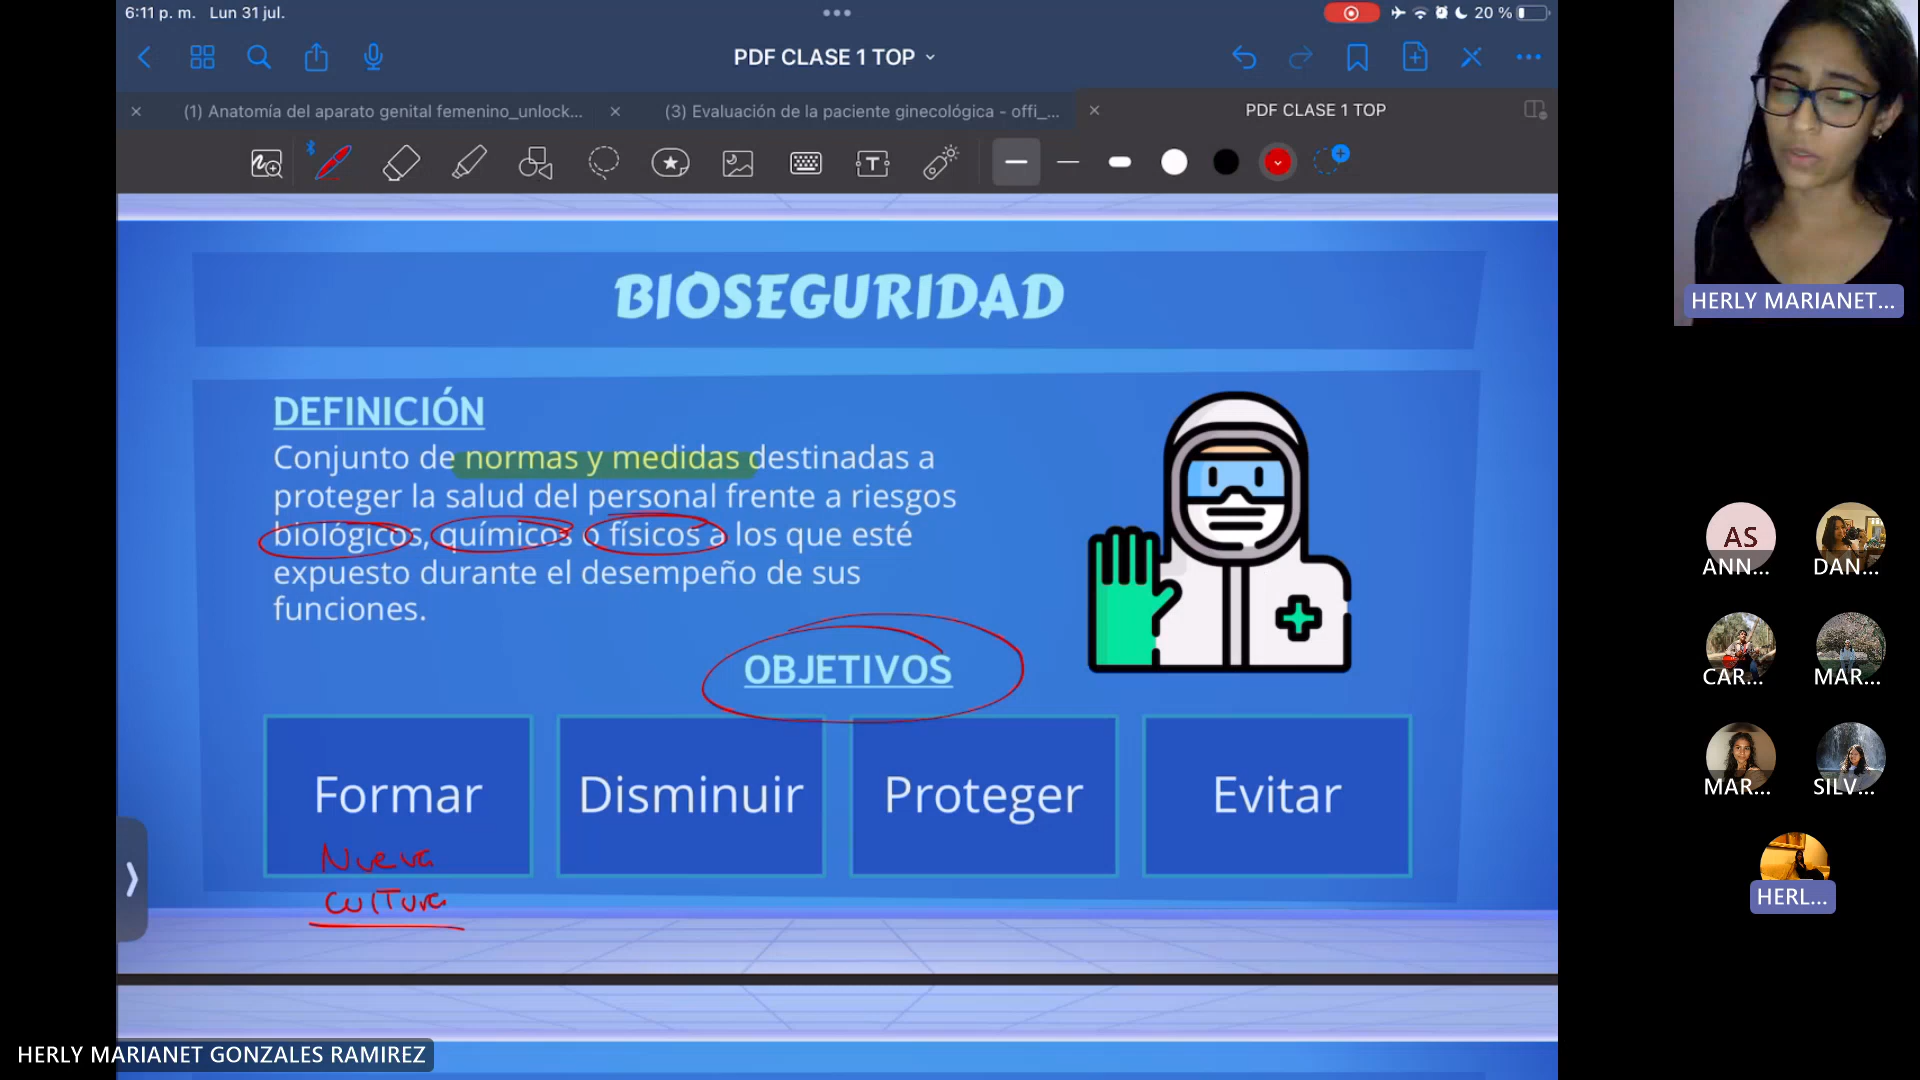 6:11 p. m. Lun 31 jul.
20 %
PDF CLASE 1 TOP
(1) Anatomía del aparato genital femenino_unlock...
(3) Evaluación de la paciente ginecológica - offi_...
PDF CLASE 1 TOP
T
BIOSEGURIDAD
DEFINICIÓN
Conjunto de normas y medidas destinadas a
proteger la salud del personal frente a riesgos
biológicos, químicos o físicos a los que esté
expuesto durante el desempeño de sus
funciones.
OBJETIVOS
Formar
Disminuir
Proteger
Evitar
Nueva
cultura
HERLY MARIANET GONZALES RAMIREZ
HERLY MARIANET...
AS
ANN...
DAN...
CAR...
MAR...
MAR...
SILV...
HERL...